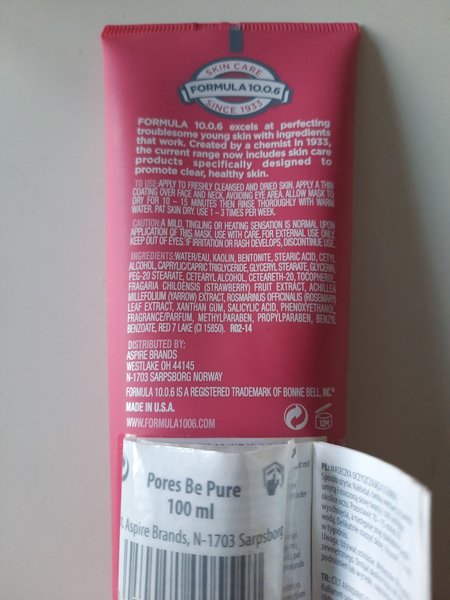 SKIN CARE
FORMULA 10.0.6
SINCE 1933
FORMULA 10.0.6 excels at perfecting
troublesome young skin with ingredients
that work. Created by a chemist in 1933,
the current range now includes skin care
products specifically designed to
promote clear, healthy skin.
TO USE:APPLY TO FRESHLY CLEANSED AND DRIED SKIN. APPLY A THIN
COATING OVER FACE AND NECK, AVOIDING EYE AREA. ALLOW MASK TO
DRY FOR 10 – 15 MINUTES THEN RINSE THOROUGHLY WITH WARM
WATER. PAT SKIN DRY. USE 1 – 3 TIMES PER WEEK.
CAUTION:A MILD, TINGLING OR HEATING SENSATION IS NORMAL UPON
APPLICATION OF THIS MASK. USE WITH CARE. FOR EXTERNAL USE ONLY.
KEEP OUT OF EYES. IF IRRITATION OR RASH DEVELOPS, DISCONTINUE USE.
INGREDIENTS:WATER/EAU, KAOLIN, BENTONITE, STEARIC ACID, CETYL
ALCOHOL, CAPRYLIC/CAPRIC TRIGLYCERIDE, GLYCERYL STEARATE, GLYCERIN,
PEG-20 STEARATE, CETEARYL ALCOHOL, CETEARETH-20, TOCOPHEROL,
FRAGARIA CHILOENSIS (STRAWBERRY) FRUIT EXTRACT, ACHILLEA
MILLEFOLIUM (YARROW) EXTRACT, ROSMARINUS OFFICINALIS (ROSEMARY)
LEAF EXTRACT, XANTHAN GUM, SALICYLIC ACID, PHENOXYETHANOL,
FRAGRANCE/PARFUM, METHYLPARABEN, PROPYLPARABEN, BENZYL
BENZOATE, RED 7 LAKE (CI 15850). R02-14
DISTRIBUTED BY:
ASPIRE BRANDS
WESTLAKE OH 44145
N-1703 SARPSBORG NORWAY
FORMULA 10.0.6 IS A REGISTERED TRADEMARK OF BONNE BELL, INC.®
MADE IN U.S.A.
WWW.FORMULA1006.COM
12M
Pores Be Pure
100 ml
Aspire Brands, N-1703 Sarpsborg
PL: MASECZKA OCZYSZCZAJĄCA
Sposób użycia: